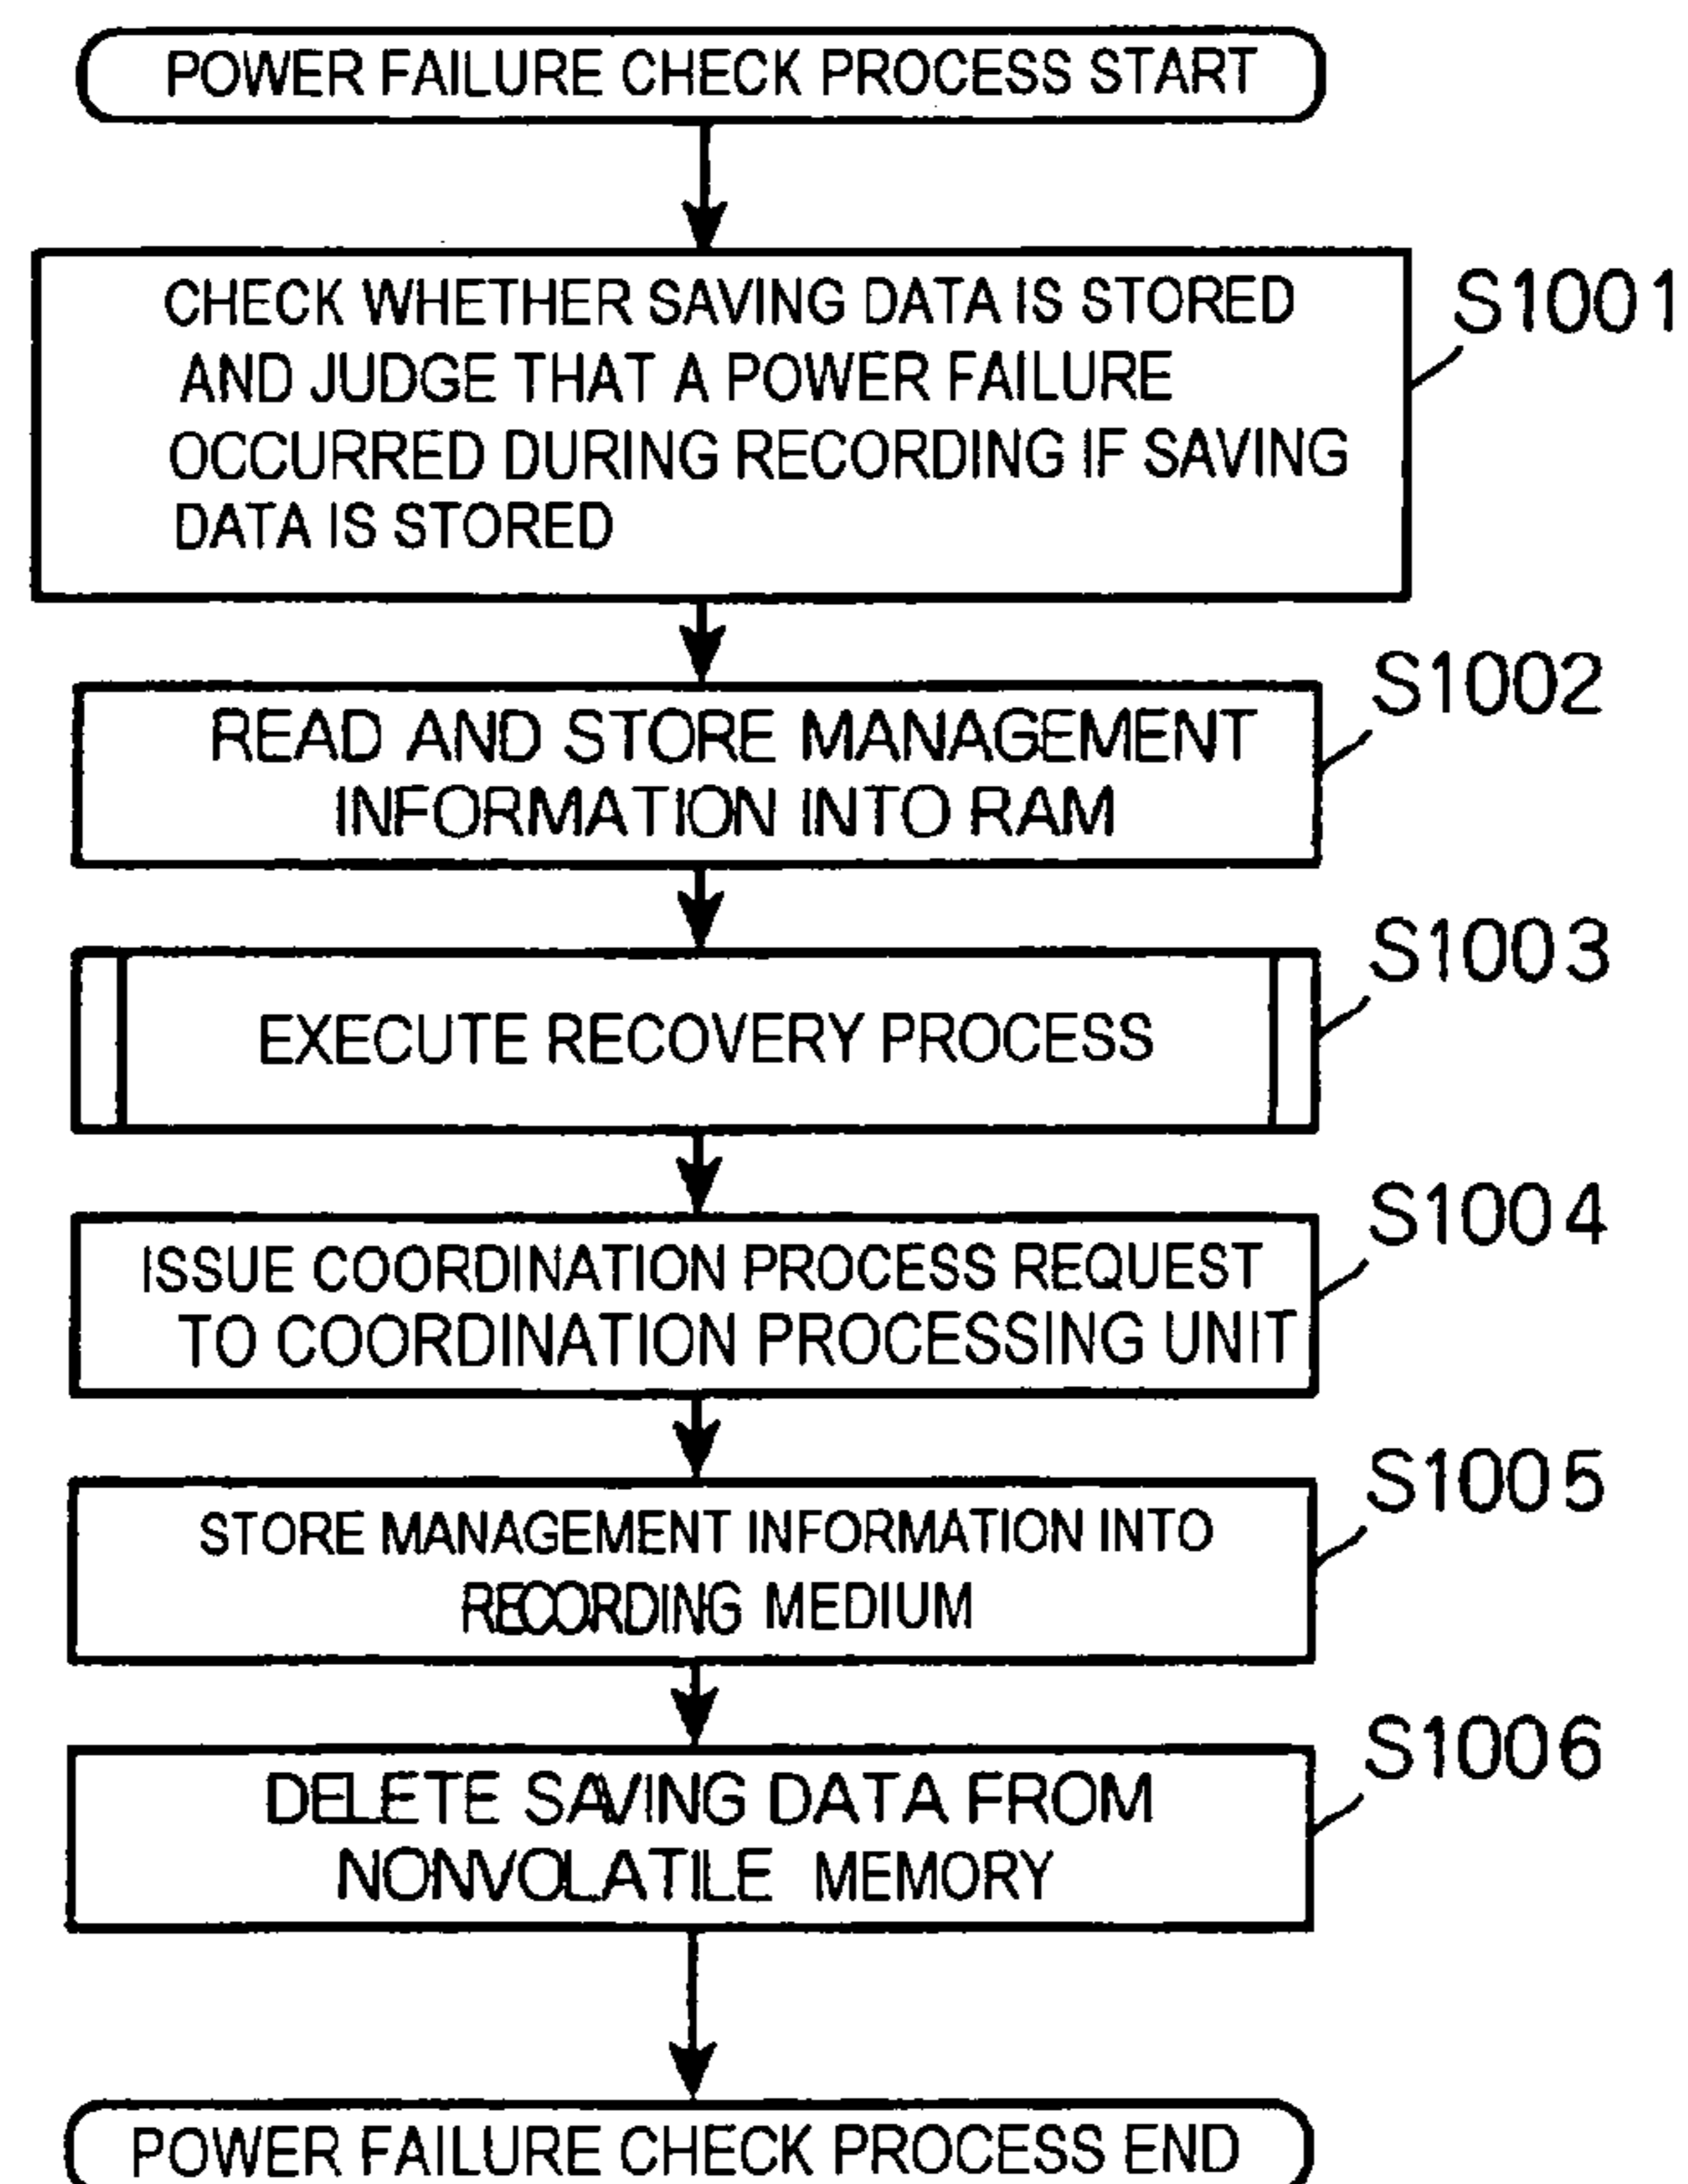 POWER FAILURE CHECK PROCESS START
CHECK WHETHER SAVING DATA IS STORED
AND JUDGE THAT A POWER FAILURE
OCCURRED DURING RECORDING IF SAVING
DATA IS STORED
S1001
READ AND STORE MANAGEMENT
INFORMATION INTO RAM
S1002
EXECUTE RECOVERY PROCESS
S1003
ISSUE COORDINATION PROCESS REQUEST
TO COORDINATION PROCESSING UNIT
S1004
STORE MANAGEMENT INFORMATION INTO
RECORDING MEDIUM
S1005
DELETE SAVING DATA FROM
NONVOLATILE MEMORY
S1006
POWER FAILURE CHECK PROCESS END